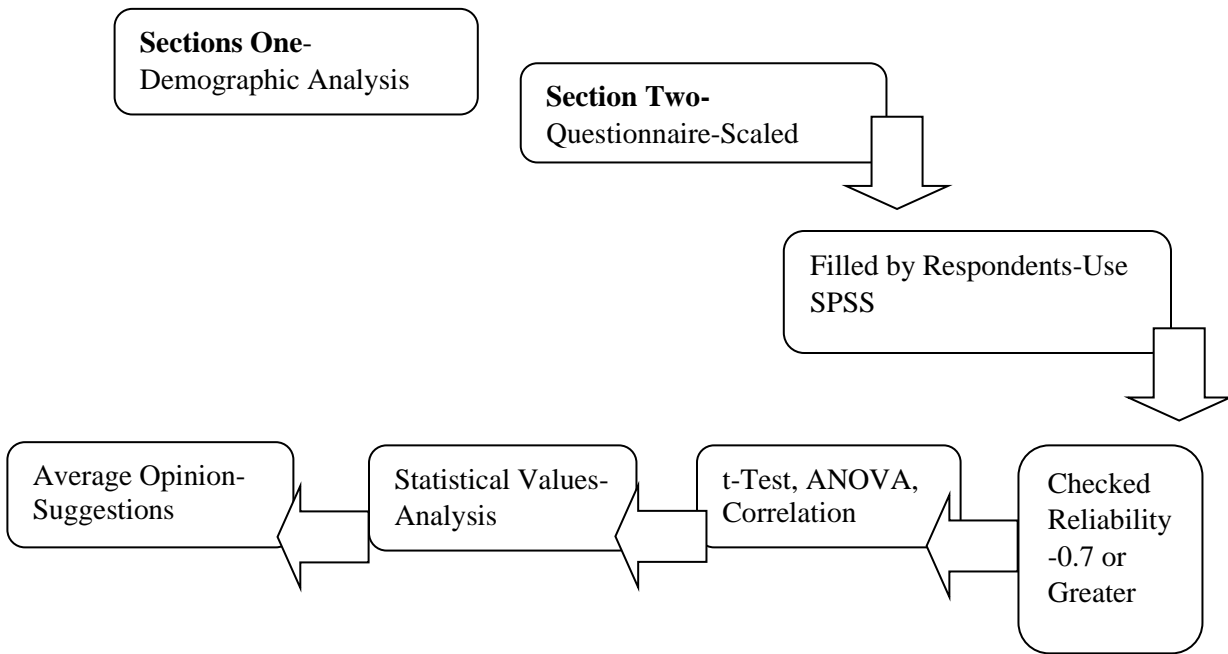 Sections One-
Demographic Analysis
Section Two-
Questionnaire-Scaled
Filled by Respondents-Use
SPSS
Checked
Reliability
-0.7 or
Greater
t-Test, ANOVA,
Correlation
Statistical Values-
Analysis
Average Opinion-
Suggestions